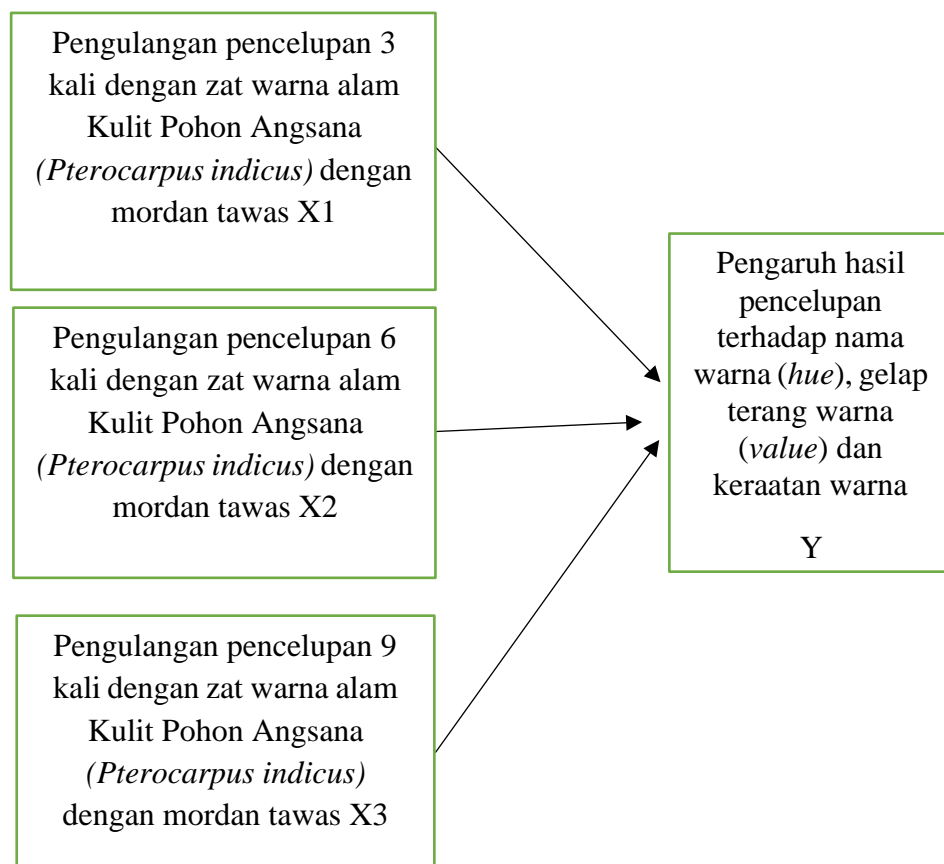 Pengulangan pencelupan 3
kali dengan zat warna alam
Kulit Pohon Angsana
(Pterocarpus indicus) dengan
mordan tawas X1
Pengulangan pencelupan 6
kali dengan zat warna alam
Kulit Pohon Angsana
(Pterocarpus indicus) dengan
mordan tawas X2
Pengulangan pencelupan 9
kali dengan zat warna alam
Kulit Pohon Angsana
(Pterocarpus indicus)
dengan mordan tawas X3
Pengaruh hasil
pencelupan
terhadap nama
warna (hue), gelap
terang warna
(value) dan
keraatan warna
Y